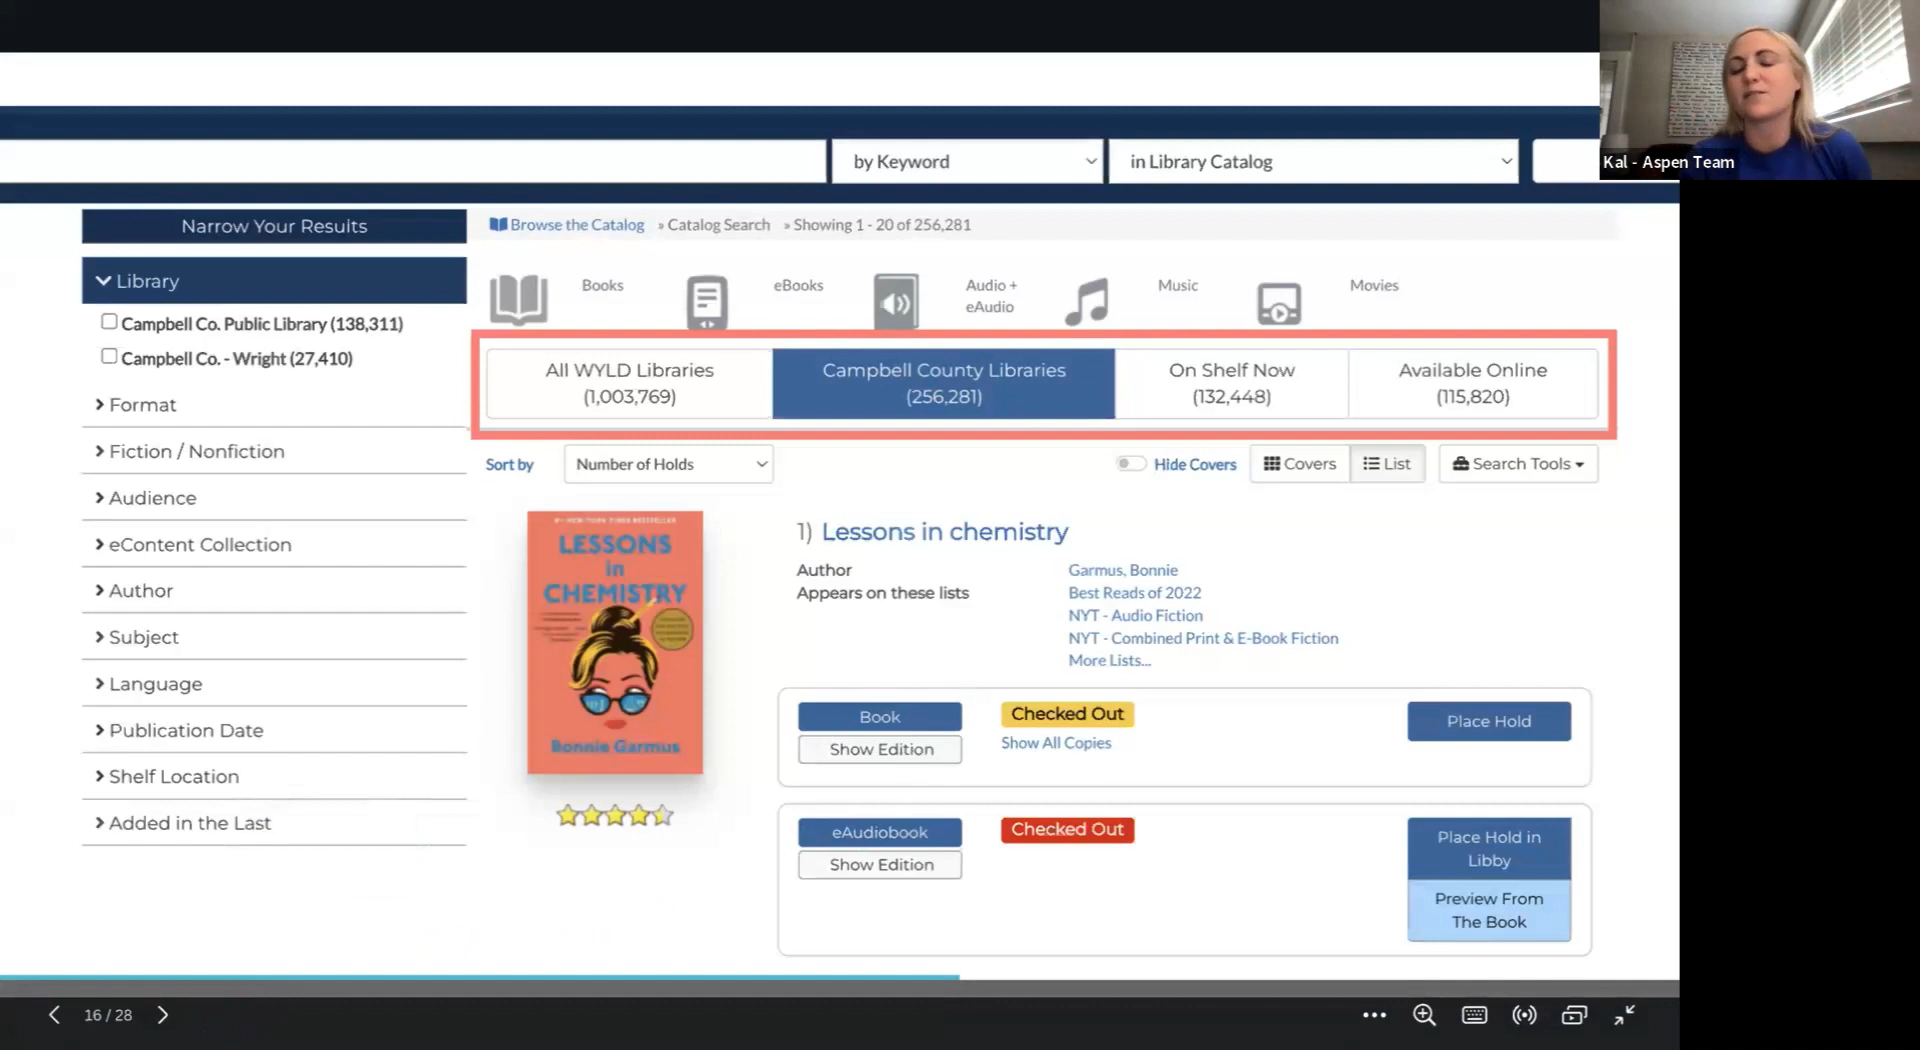 by Keyword
in Library Catalog
Kal - Aspen Team
Narrow Your Results
Browse the Catalog » Catalog Search » Showing 1 - 20 of 256,281
Library
Campbell Co. Public Library (138,311)
Campbell Co. - Wright (27,410)
Format
Fiction / Nonfiction
Audience
eContent Collection
Author
Subject
Language
Publication Date
Shelf Location
Added in the Last
Books
eBooks
Audio +
eAudio
Music
Movies
All WYLD Libraries
(1,003,769)
Campbell County Libraries
(256,281)
On Shelf Now
(132,448)
Available Online
(115,820)
Sort by
Number of Holds
Hide Covers
Covers
List
Search Tools
#1 NEW YORK TIMES BESTSELLER
LESSONS
in
CHEMISTRY
Bonnie Garmus
1) Lessons in chemistry
Author
Garmus, Bonnie
Appears on these lists
Best Reads of 2022
NYT - Audio Fiction
NYT - Combined Print & E-Book Fiction
More Lists...
Book
Show Edition
Checked Out
Show All Copies
Place Hold
eAudiobook
Show Edition
Checked Out
Place Hold in
Libby
Preview From
The Book
16 / 28